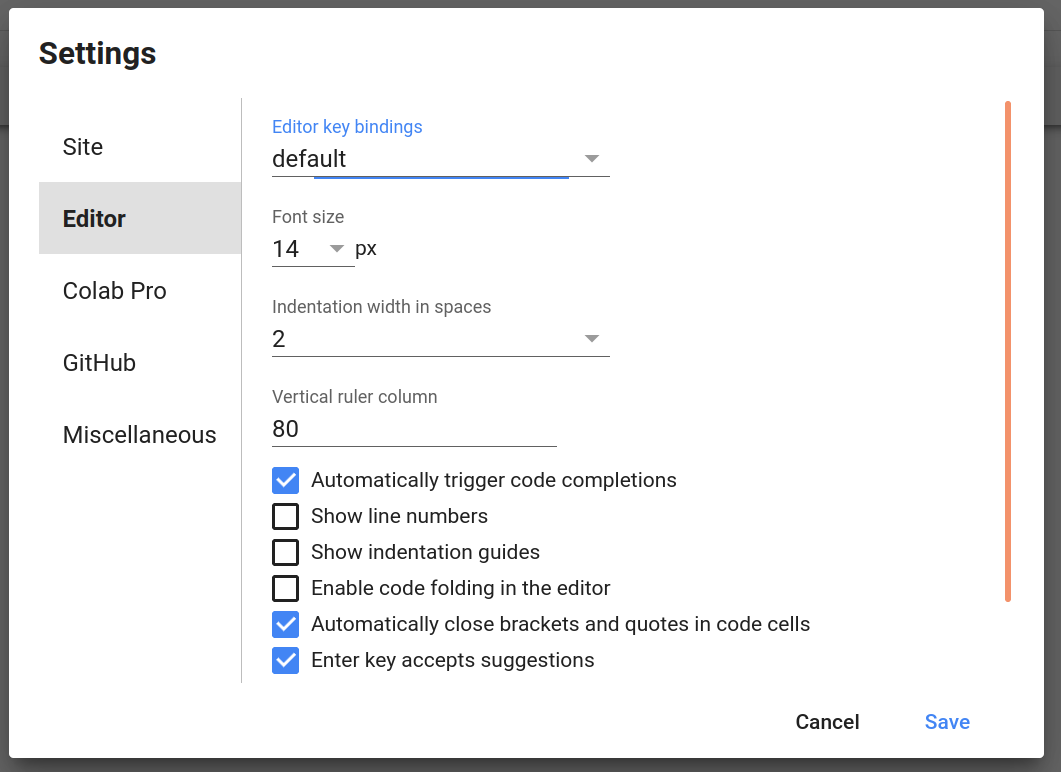 Settings
Site
Editor
Colab Pro
GitHub
Miscellaneous
Editor key bindings
default
Font size
14 px
Indentation width in spaces
2
Vertical ruler column
80
Automatically trigger code completions
Show line numbers
Show indentation guides
Enable code folding in the editor
Automatically close brackets and quotes in code cells
Enter key accepts suggestions
Cancel Save